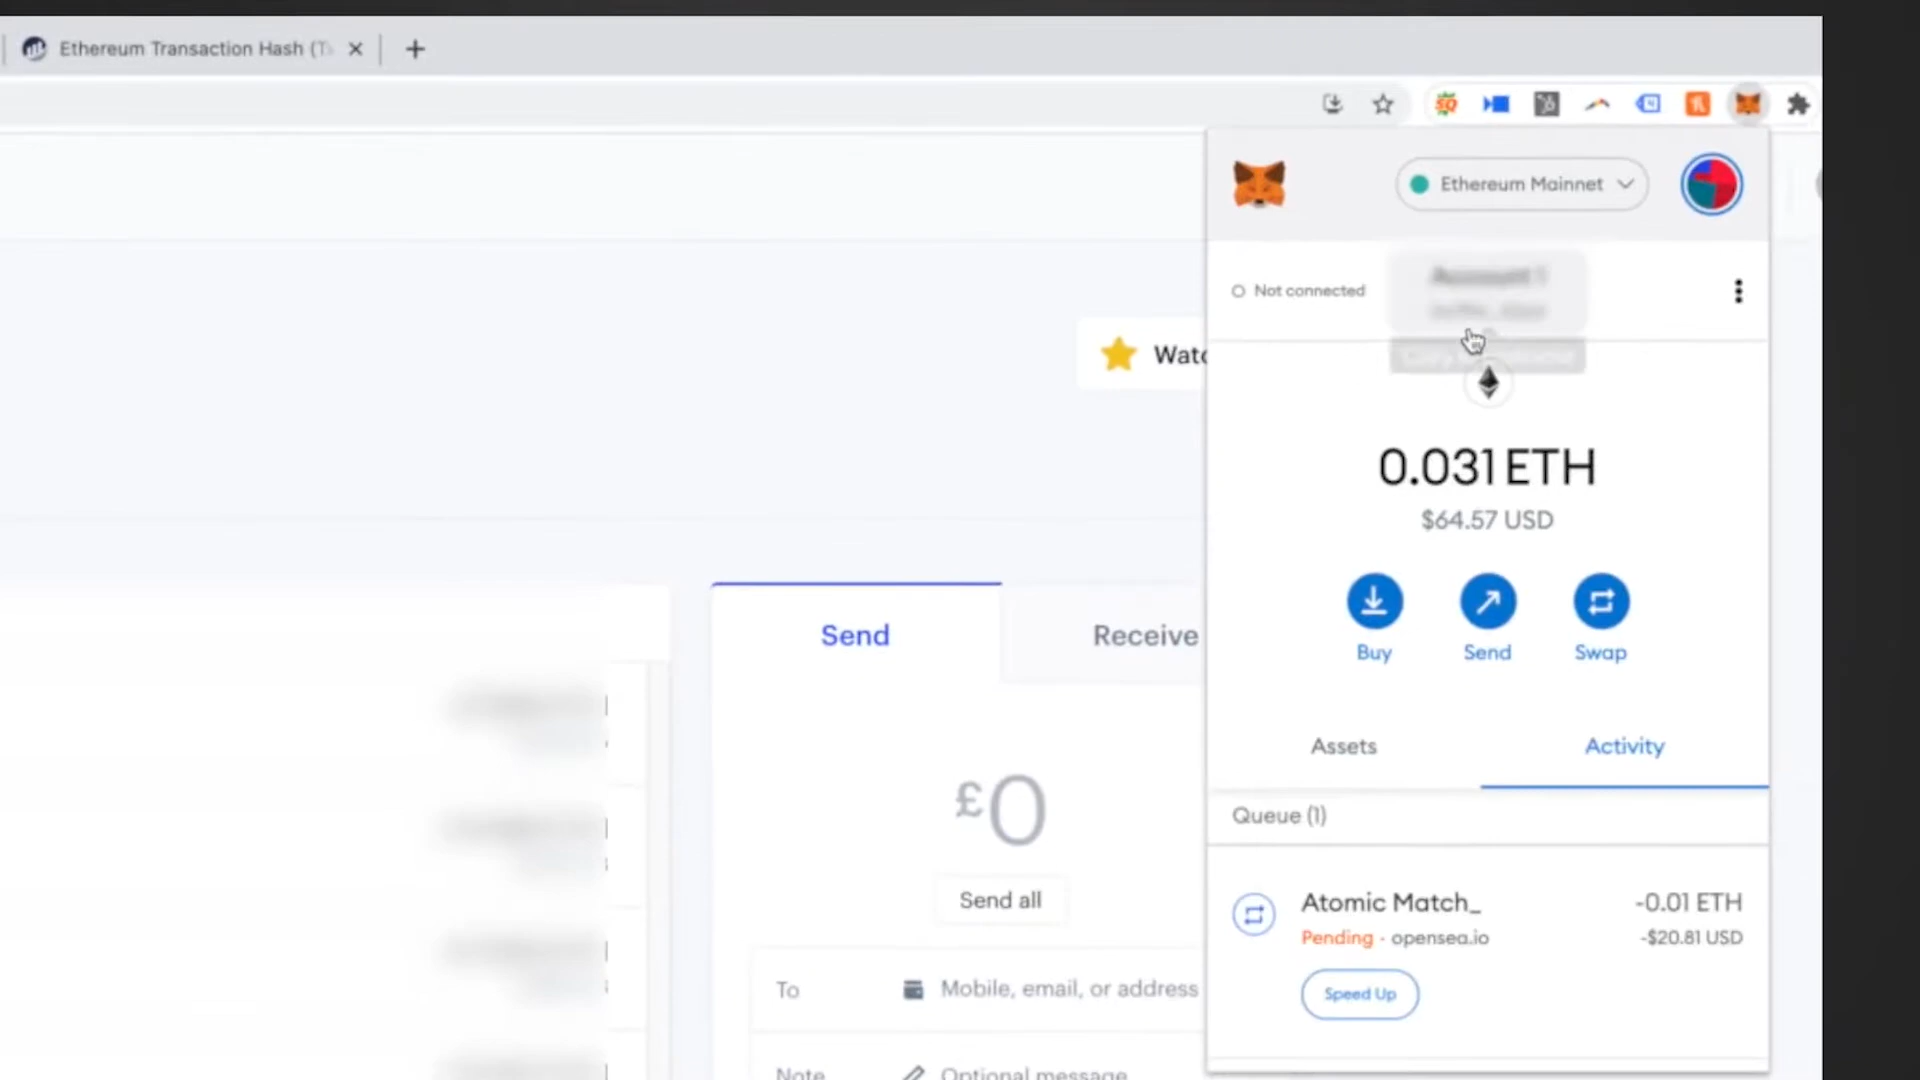 Ethereum Transaction Hash (T
Ethereum Mainnet
Not connected
Watc
0.031 ETH
$64.57 USD
Buy
Send
Swap
Send
Receive
Assets
Activity
£0
Queue (1)
Send all
Atomic Match_
-0.01 ETH
Pending · opensea.io
-$20.81 USD
To
Mobile, email, or address
Speed Up
Note
Optional message